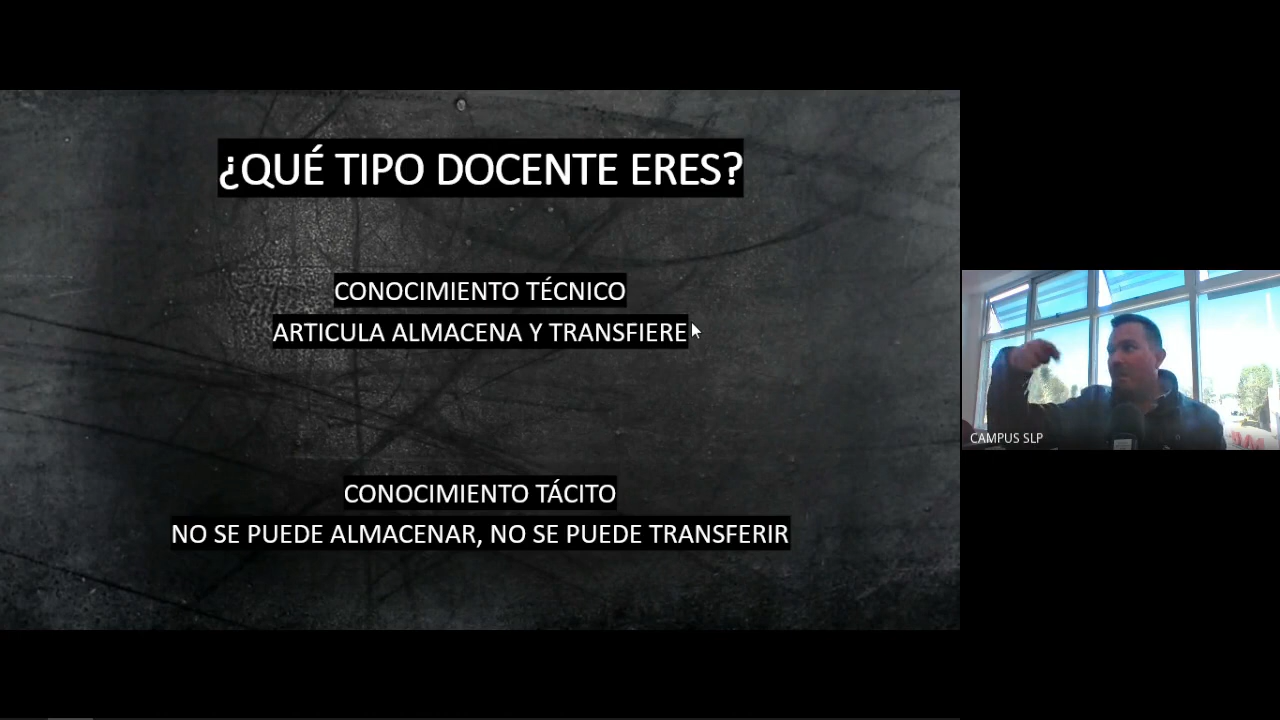 ¿QUÉ TIPO DOCENTE ERES?
CONOCIMIENTO TÉCNICO
ARTICULA ALMACENA Y TRANSFIERE
CONOCIMIENTO TÁCITO
NO SE PUEDE ALMACENAR, NO SE PUEDE TRANSFERIR
CAMPUS SLP